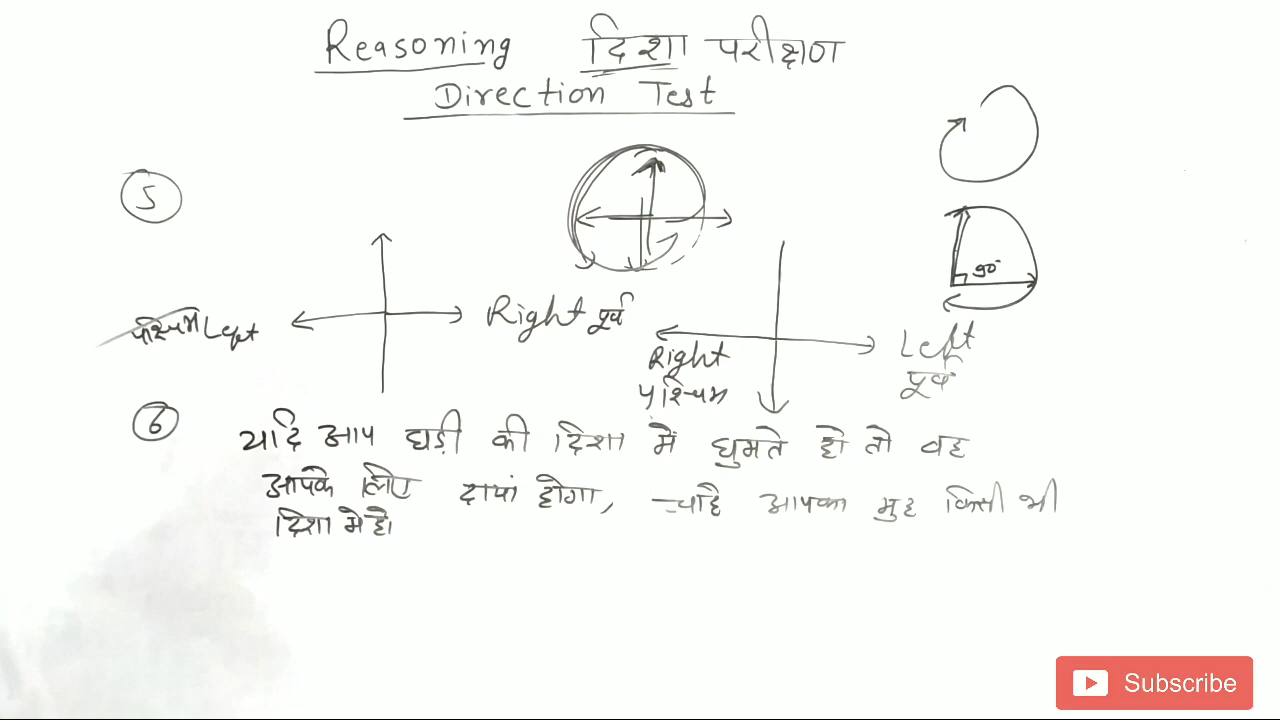 Reasoning दिशा परीक्षण
Direction Test
5
90°
पश्चिम Left
Right पूर्व
Right
पश्चिम
Left
पूर्व
6
यदि आप घड़ी की दिशा में घुमते हो तो वह
आपके लिए दायां होगा, चाहे आपका मुह किसी भी
दिशा मे हो
Subscribe